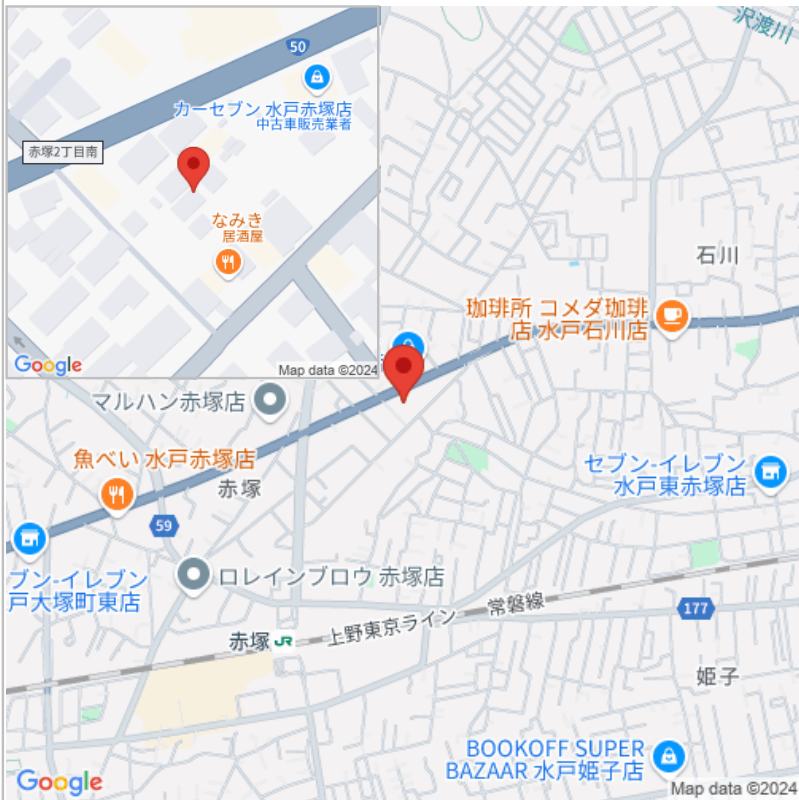 50
カーセブン 水戸赤塚店
中古車販売業者
赤塚2丁目南
なみき
居酒屋
Google
Map data ©2024
沢渡川
石川
珈琲所 コメダ珈琲
店 水戸石川店
マルハン赤塚店
魚べい 水戸赤塚店
赤塚
セブン-イレブン
水戸東赤塚店
59
ブン-イレブン
戸大塚町東店
ロレインブロウ 赤塚店
常磐線
上野東京ライン
赤塚 JR
177
姫子
BOOKOFF SUPER
BAZAAR 水戸姫子店
Google
Map data ©2024